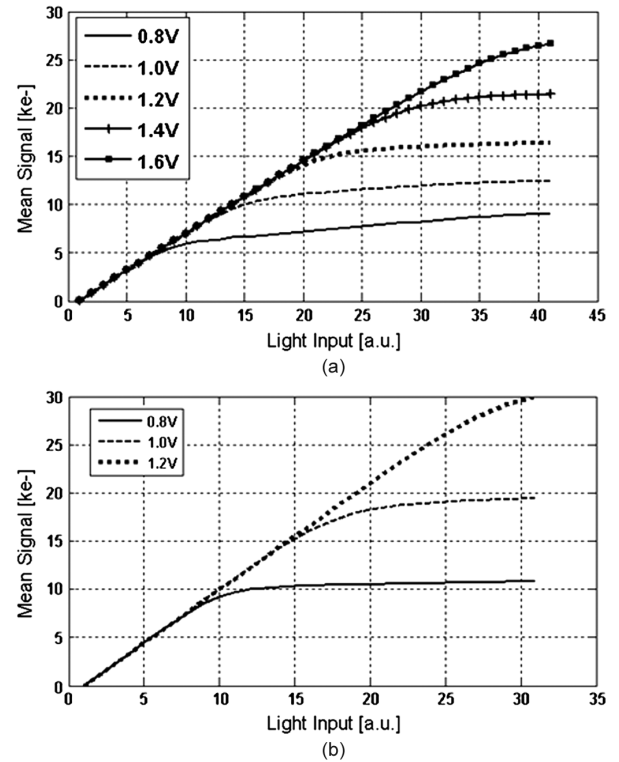 30
25
20
15
10
5
0
Mean Signal [ke-]
0.8V
1.0V
1.2V
1.4V
1.6V
0 5 10 15 20 25 30 35 40 45
Light Input [a.u.]
(a)
30
25
20
15
10
5
0
Mean Signal [ke-]
0.8V
1.0V
1.2V
0 5 10 15 20 25 30 35
Light Input [a.u.]
(b)